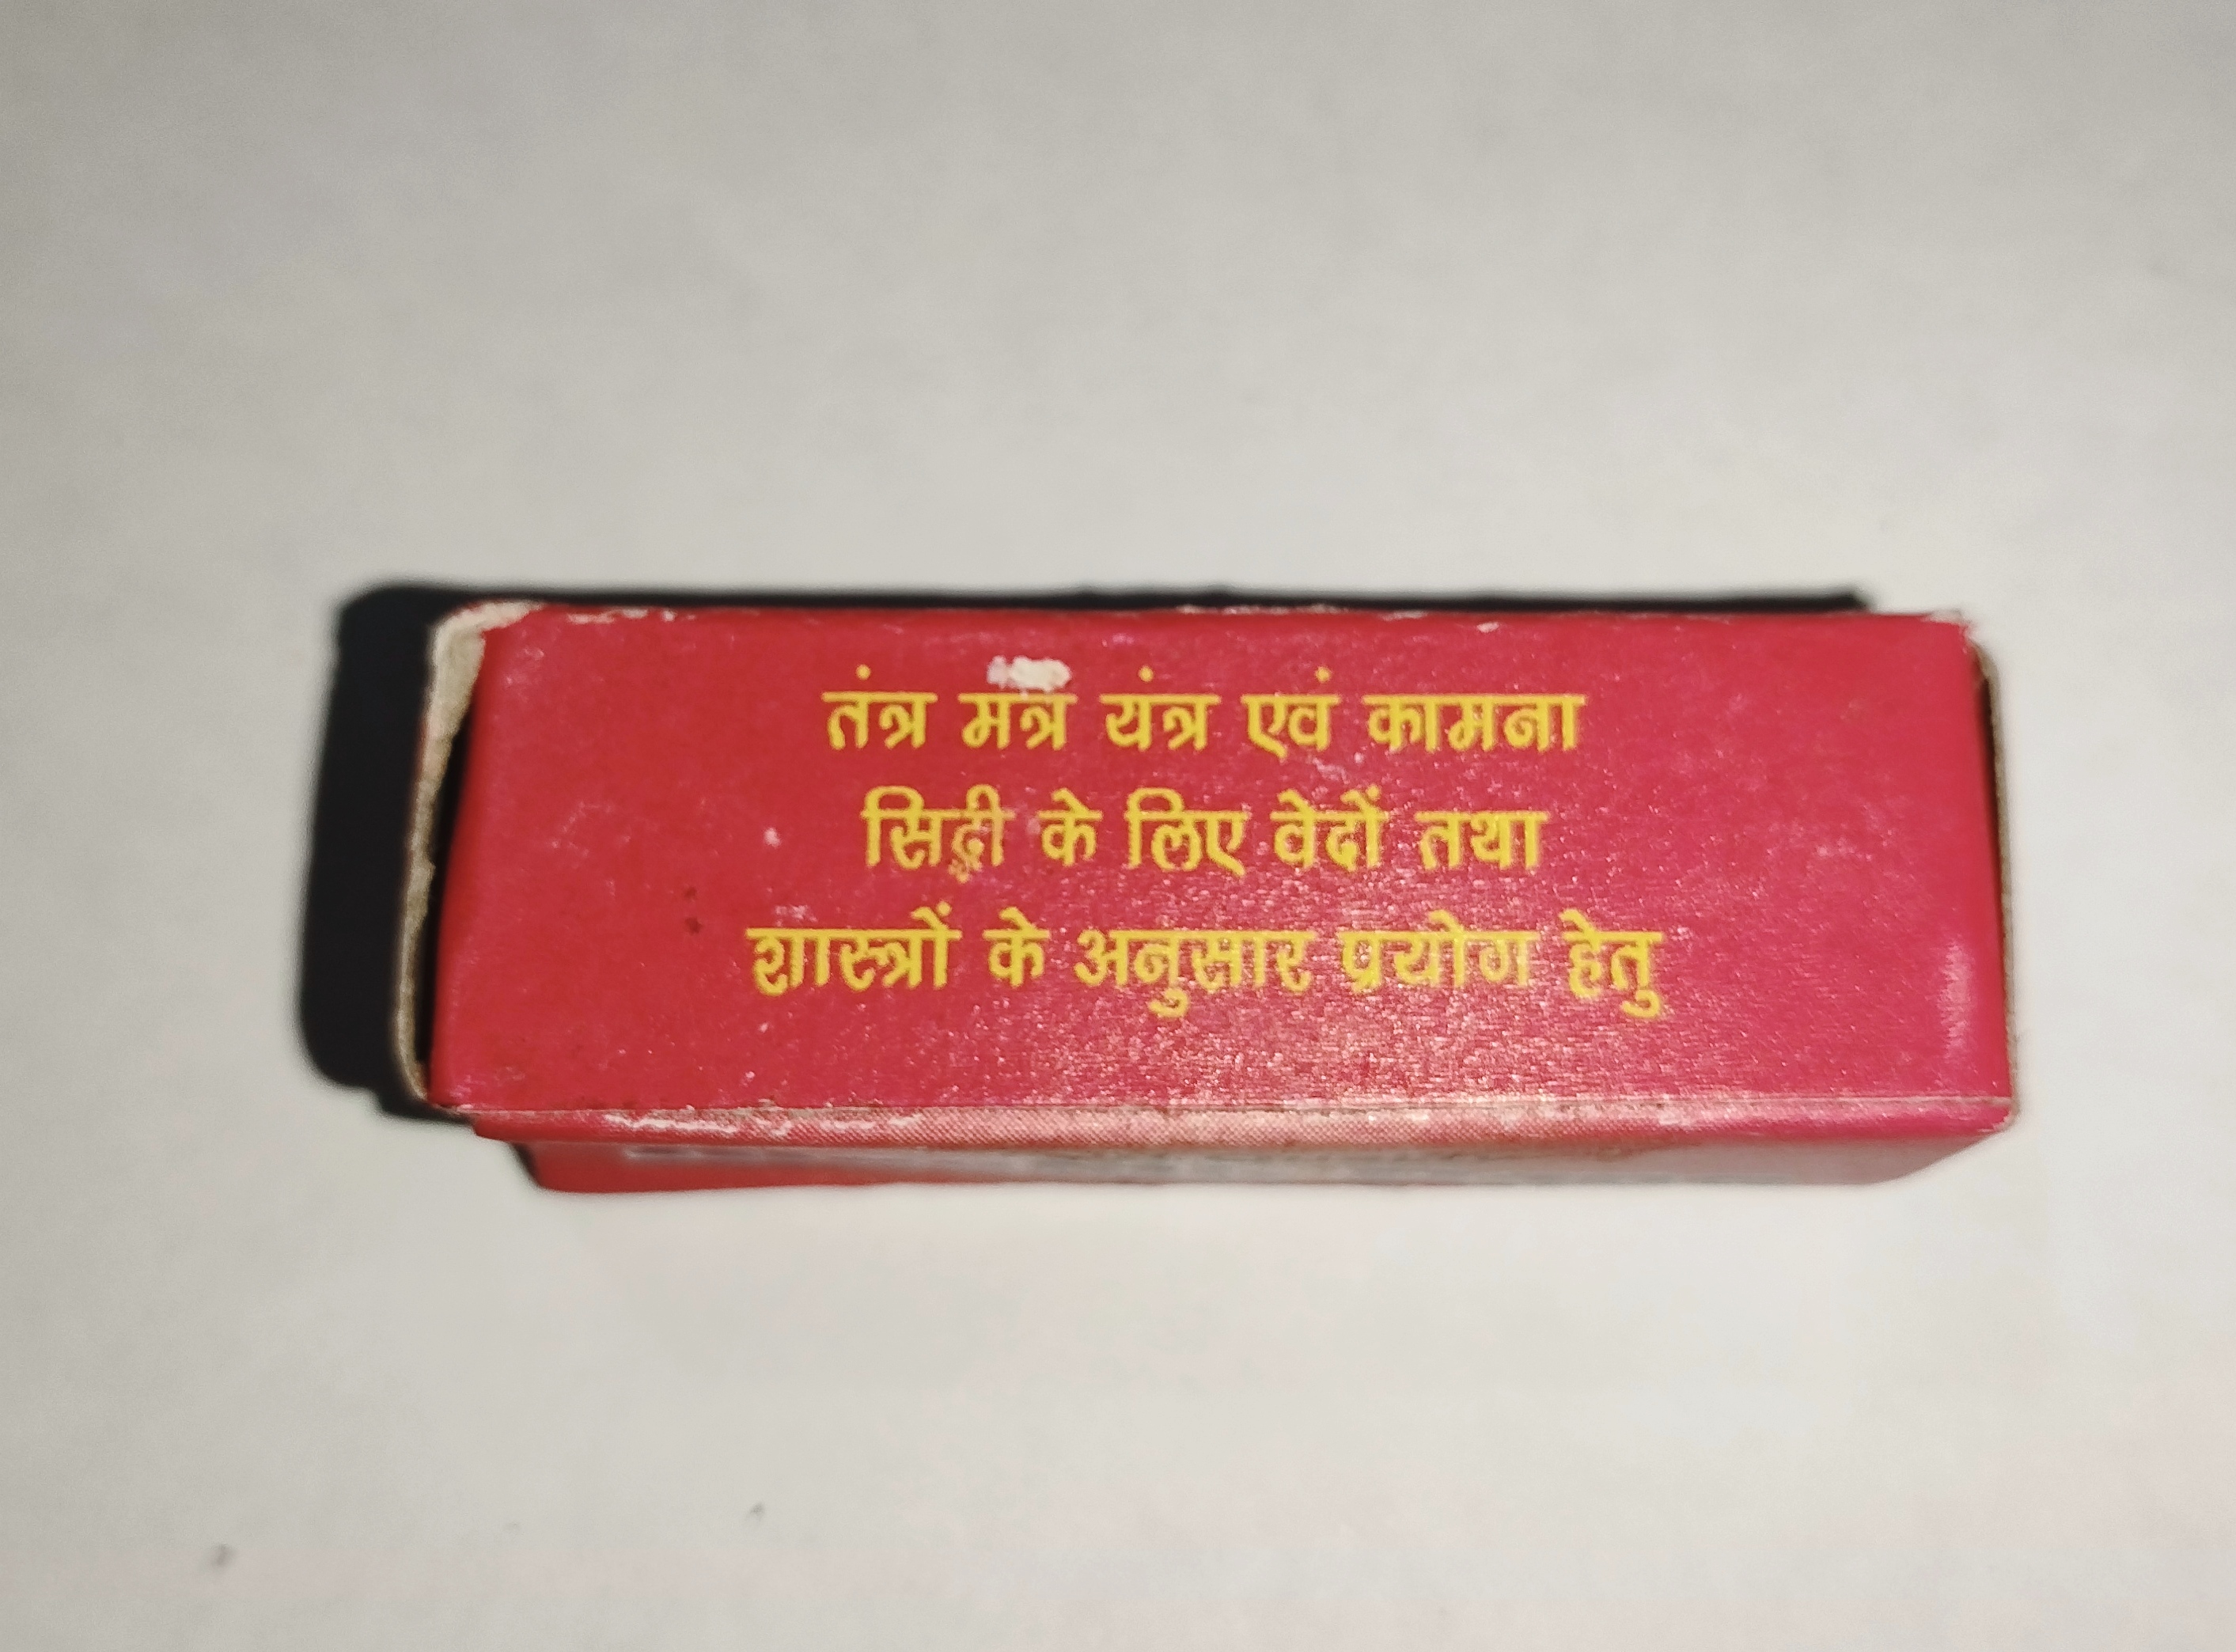 तंत्र मंत्र यंत्र एवं कामना
सिद्धी के लिए वेदों तथा
शास्त्रों के अनुसार प्रयोग हेतु